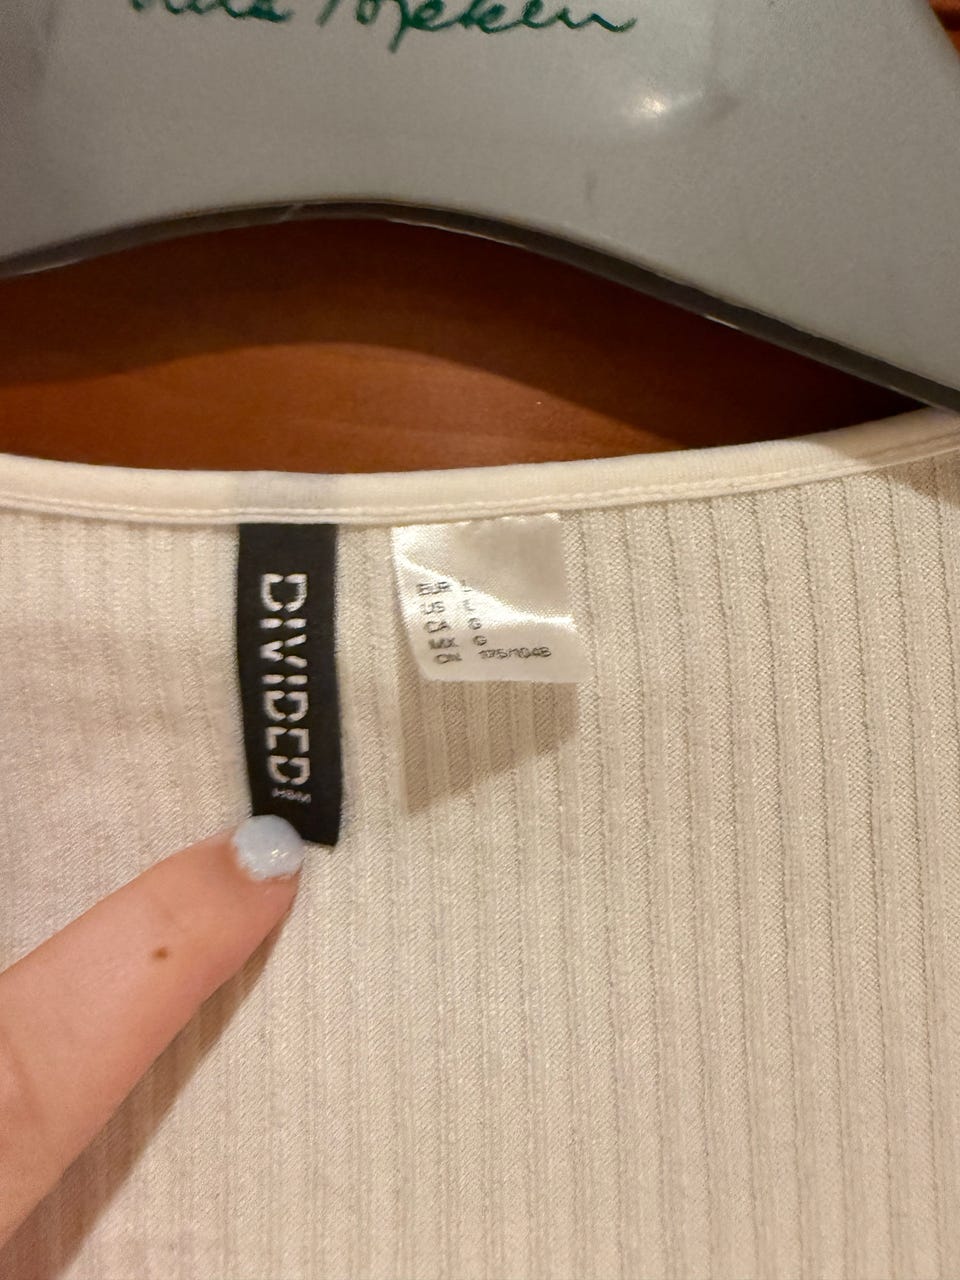 DIVIDED
H&M
EUR L
US L
CA G
MX G
CN 175/104B